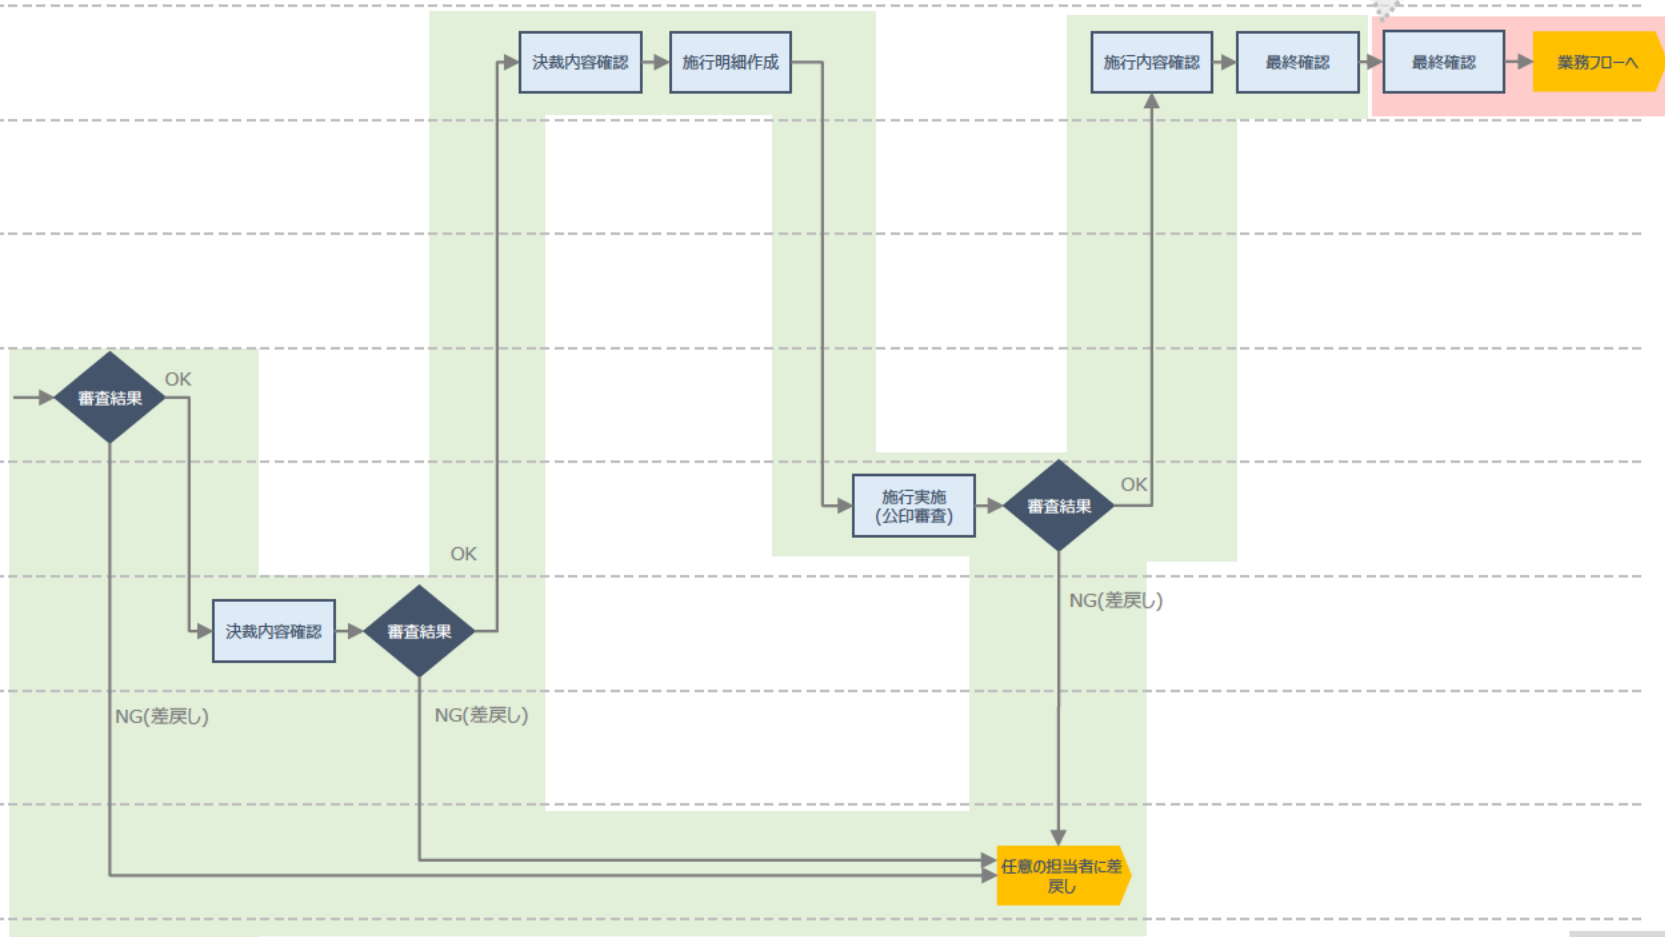 決裁内容確認
施行明細作成
施行内容確認
最終確認
最終確認
業務フローへ
審査結果
OK
施行実施
(公印審査)
審査結果
OK
OK
決裁内容確認
審査結果
NG(差戻し)
NG(差戻し)
NG(差戻し)
任意の担当者に差
戻し